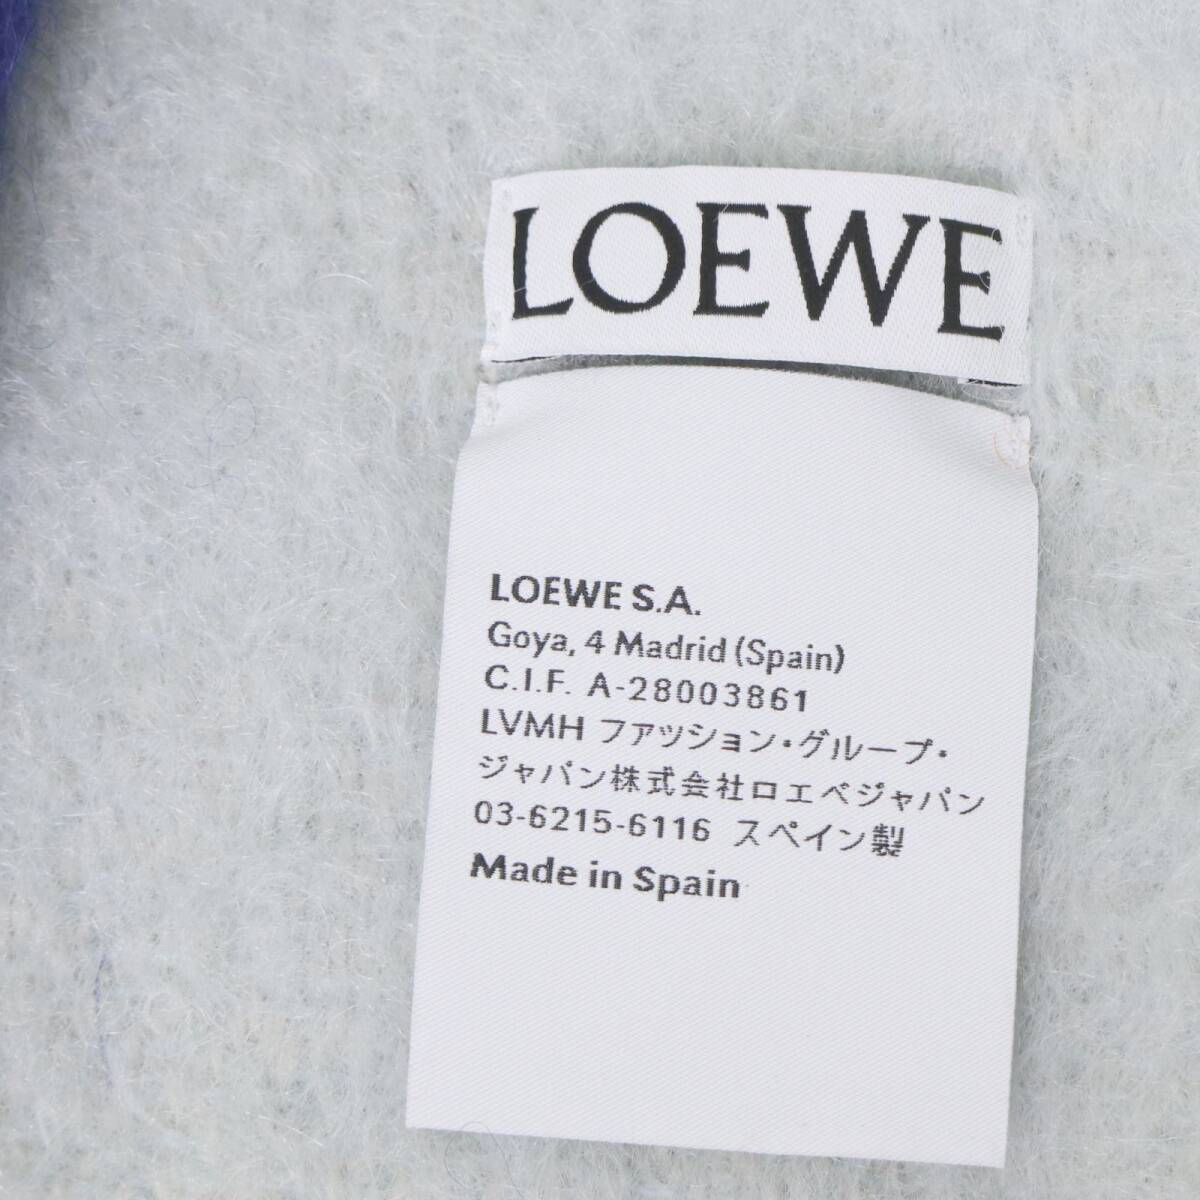 LOEWE
LOEWE S.A.
Goya, 4 Madrid (Spain)
C.I.F. A-28003861
LVMH ファッション・グループ・
ジャパン株式会社ロエベジャパン
03-6215-6116 スペイン製
Made in Spain